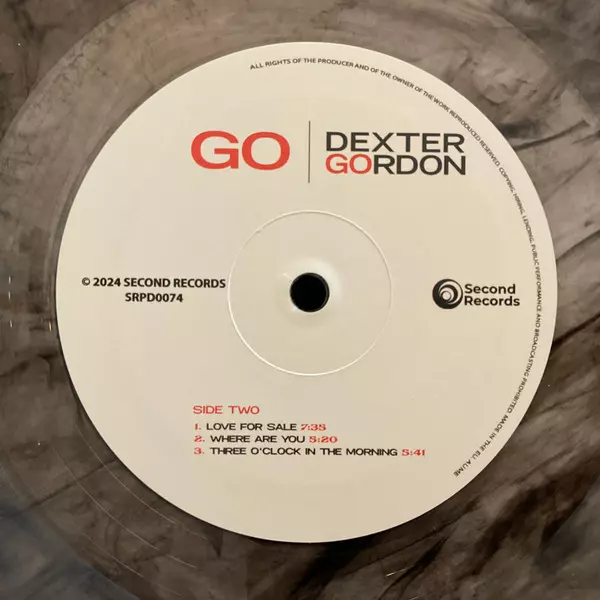 ALL RIGHTS OF THE PRODUCER AND OF THE OWNER OF THE WORK REPRODUCED RESERVED. COPYING, HIRING, LENDING, PUBLIC PERFORMANCE AND BROADCASTING PROHIBITED. MADE IN THE EU.
GO
DEXTER
GORDON
© 2024 SECOND RECORDS
SRPD0074
Second
Records
SIDE TWO
1. LOVE FOR SALE 7:35
2. WHERE ARE YOU 5:20
3. THREE O'CLOCK IN THE MORNING 5:41